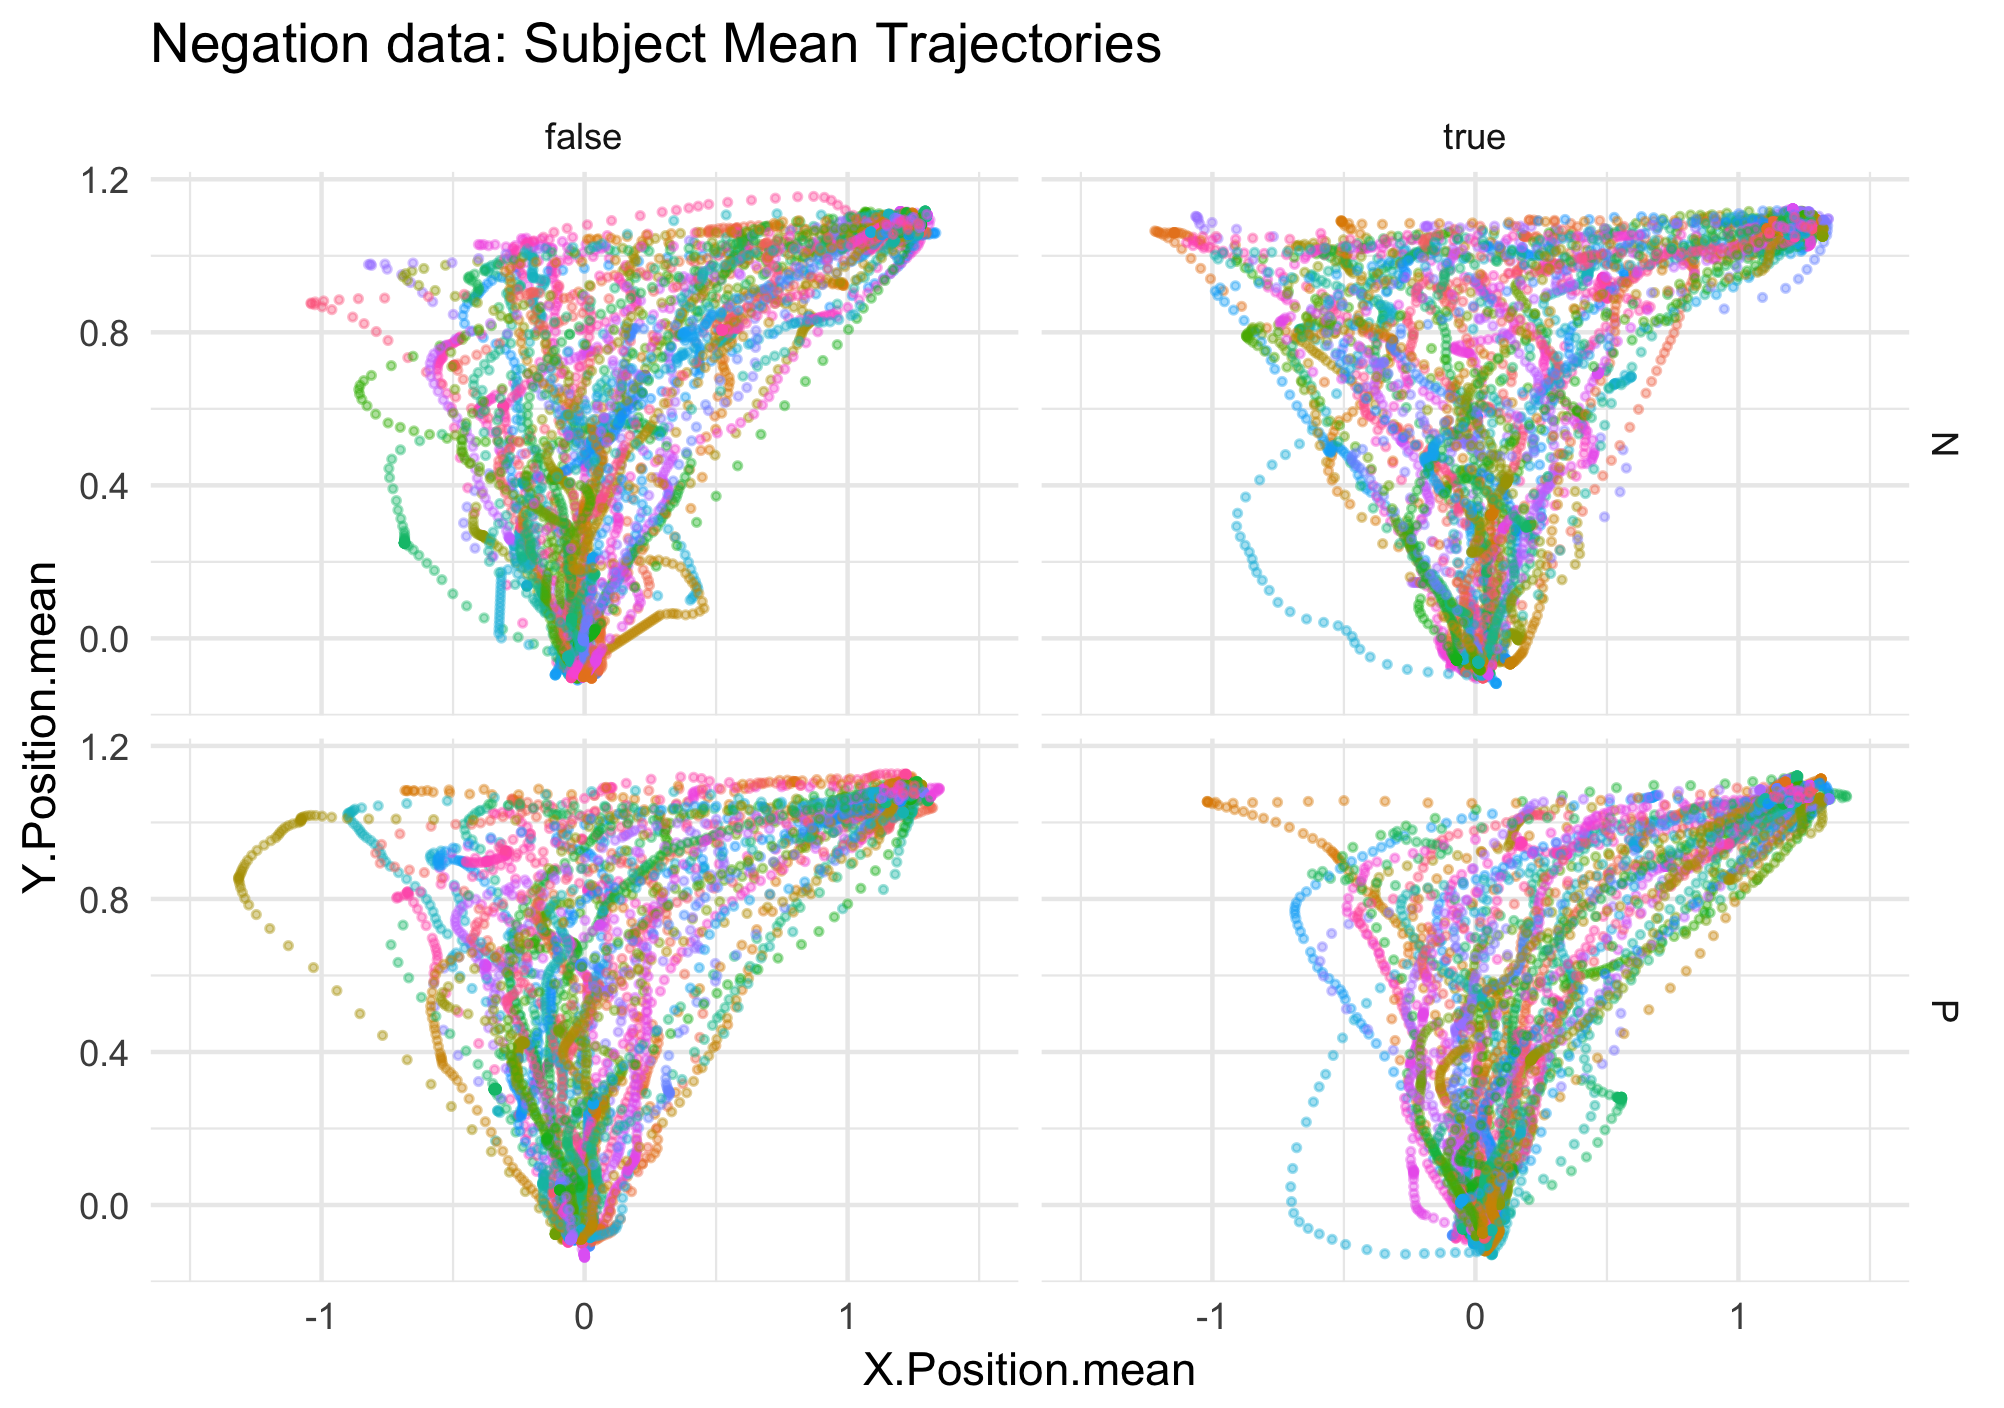 Negation data: Subject Mean Trajectories
false
true
1.2
0.8
0.4
0.0
N
1.2
0.8
0.4
0.0
P
Y.Position.mean
-1
0
1
-1
0
1
X.Position.mean